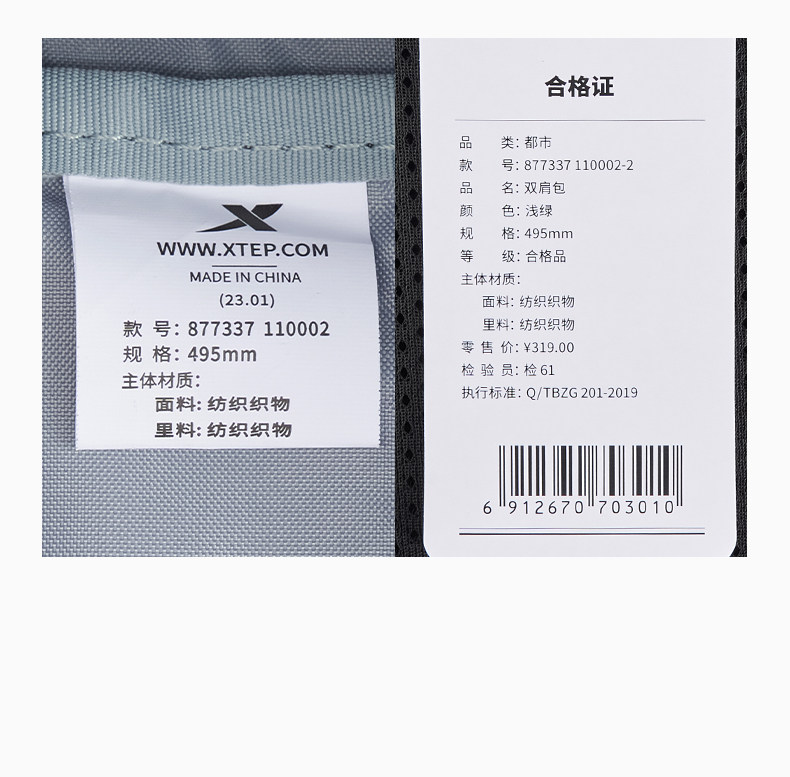 WWW.XTEP.COM
MADE IN CHINA
(23.01)
款 号: 877337 110002
规 格: 495mm
主体材质:
面料: 纺织织物
里料: 纺织织物
合格证
品 类: 都市
款 号: 877337 110002-2
品 名: 双肩包
颜 色: 浅绿
规 格: 495mm
等 级: 合格品
主体材质:
面料: 纺织织物
里料: 纺织织物
零 售 价: ¥319.00
检 验 员: 检 61
执行标准: Q/TBZG 201-2019
6 912670 703010